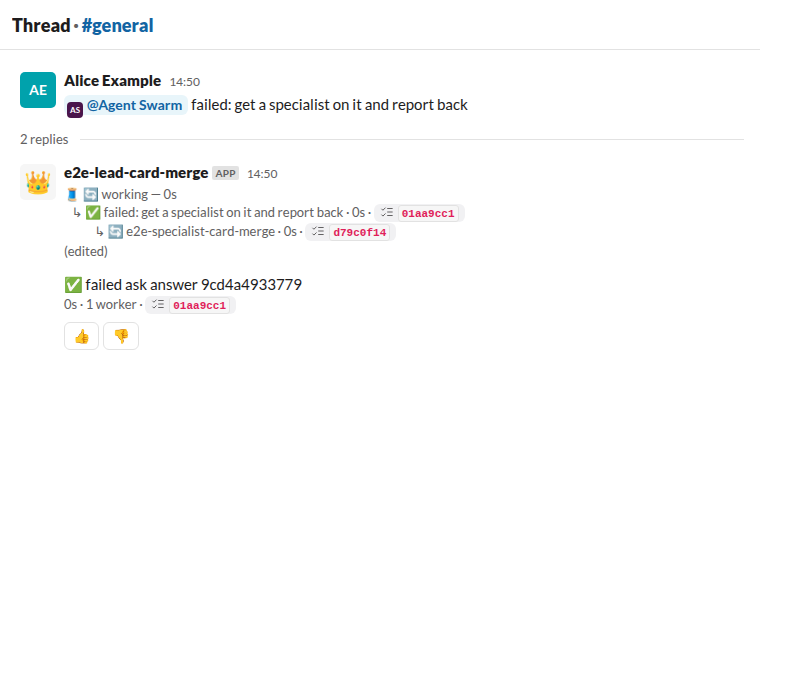 Thread • #general
AE
Alice Example 14:50
AS @Agent Swarm failed: get a specialist on it and report back
2 replies
e2e-lead-card-merge APP 14:50
🧵 🔄 working — 0s
↳ ✅ failed: get a specialist on it and report back · 0s · 01aa9cc1
↳ 🔄 e2e-specialist-card-merge · 0s · d79c0f14
(edited)
✅ failed ask answer 9cd4a4933779
0s · 1 worker · 01aa9cc1